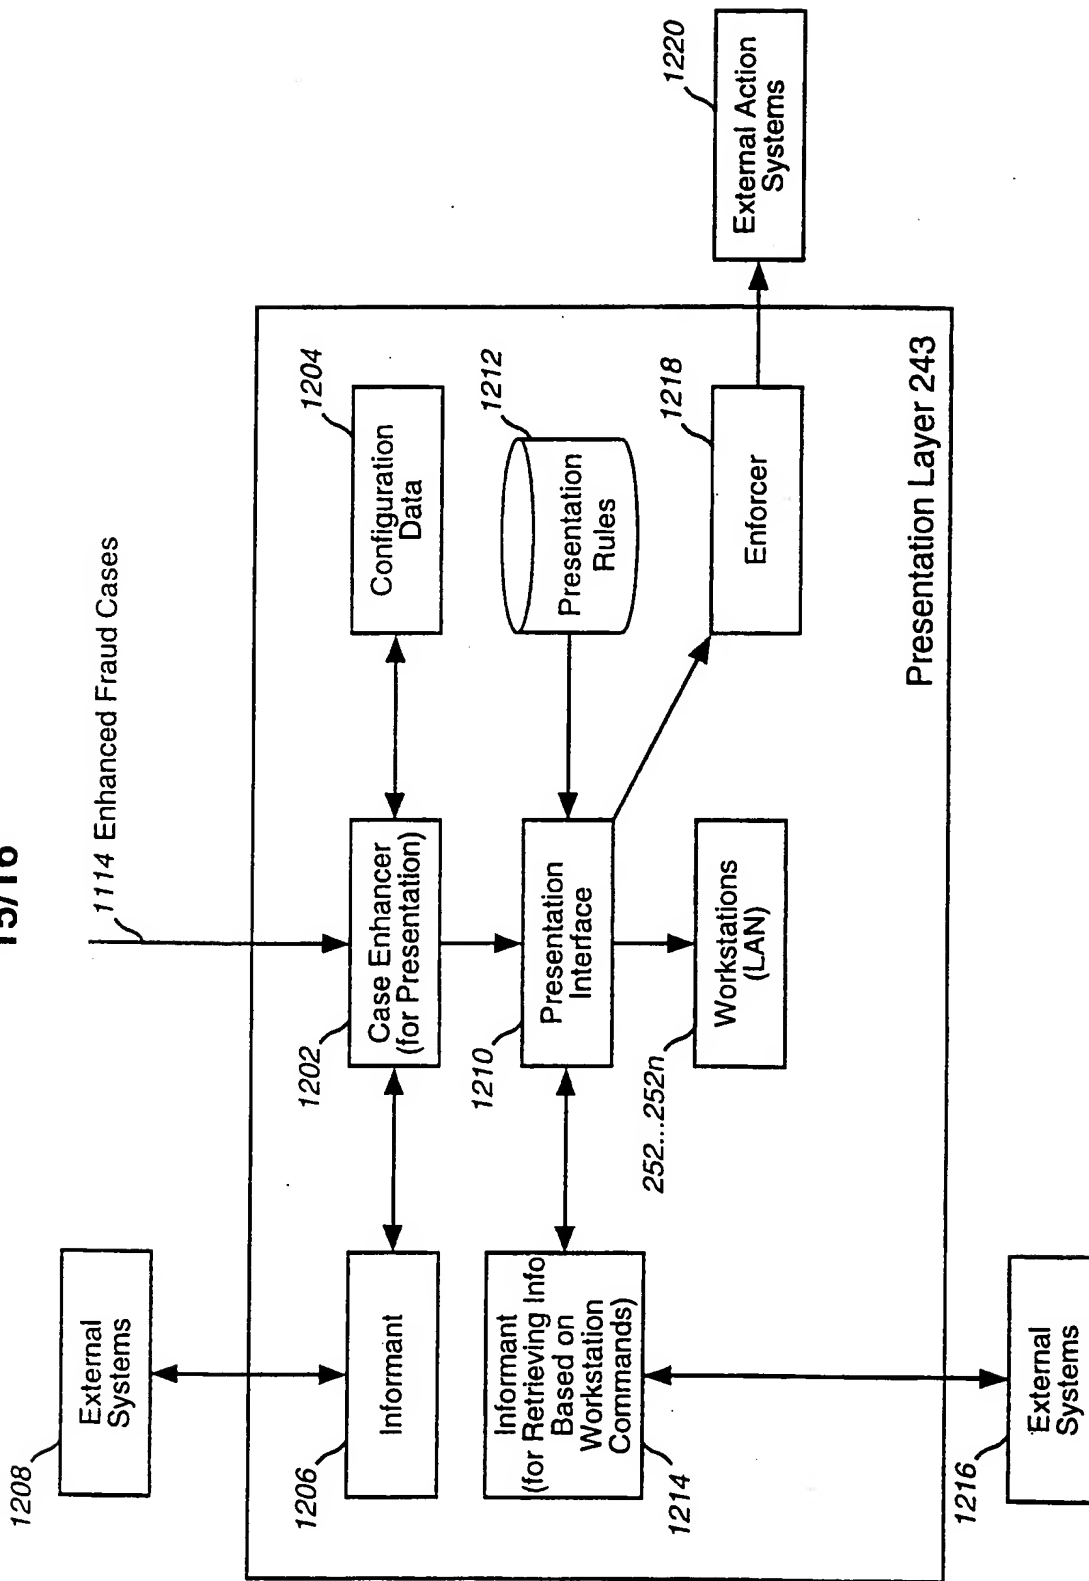 15/16
1114 Enhanced Fraud Cases
1208
External
Systems
1206
Informant
1202
Case Enhancer
(for Presentation)
1204
Configuration
Data
1214
Informant
(for Retrieving Info
Based on
Workstation
Commands)
1210
Presentation
Interface
1212
Presentation
Rules
252...252n
Workstations
(LAN)
1218
Enforcer
1220
External Action
Systems
Presentation Layer 243
1216
External
Systems